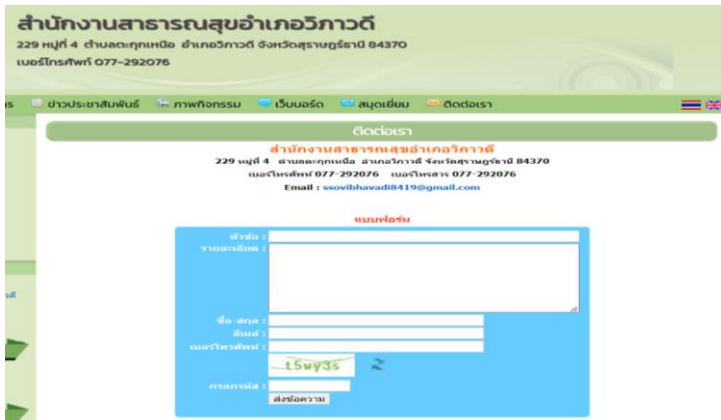 สำนักงานสาธารณสุขอำเภอวิภาวดี
229 หมู่ที่ 4 ตำบลตะกุกเหนือ อำเภอวิภาวดี จังหวัดสุราษฎร์ธานี 84370
เบอร์โทรศัพท์ 077-292076
ข่าวประชาสัมพันธ์ ภาพกิจกรรม เว็บบอร์ด สมุดเยี่ยม ติดต่อเรา
ติดต่อเรา
สำนักงานสาธารณสุขอำเภอวิภาวดี
229 หมู่ที่ 4 ตำบลตะกุกเหนือ อำเภอวิภาวดี จังหวัดสุราษฎร์ธานี 84370
เบอร์โทรศัพท์ 077-292076 เบอร์โทรสาร 077-292076
Email : ssovibhavadi8419@gmail.com
แบบฟอร์ม
หัวข้อ :
รายละเอียด :
ชื่อ-สกุล :
อีเมล์ :
เบอร์โทรศัพท์ :
t5wy3s
กรอกรหัส :
ส่งข้อความ